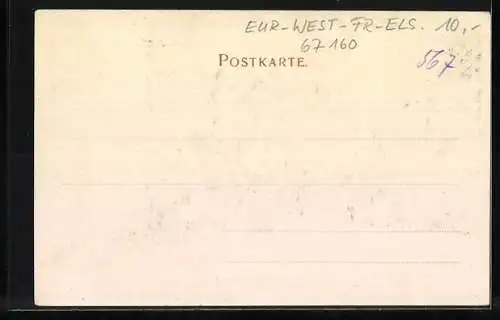 EUR-WEST-FR-ELS. 10,-
67160
POSTKARTE.
567